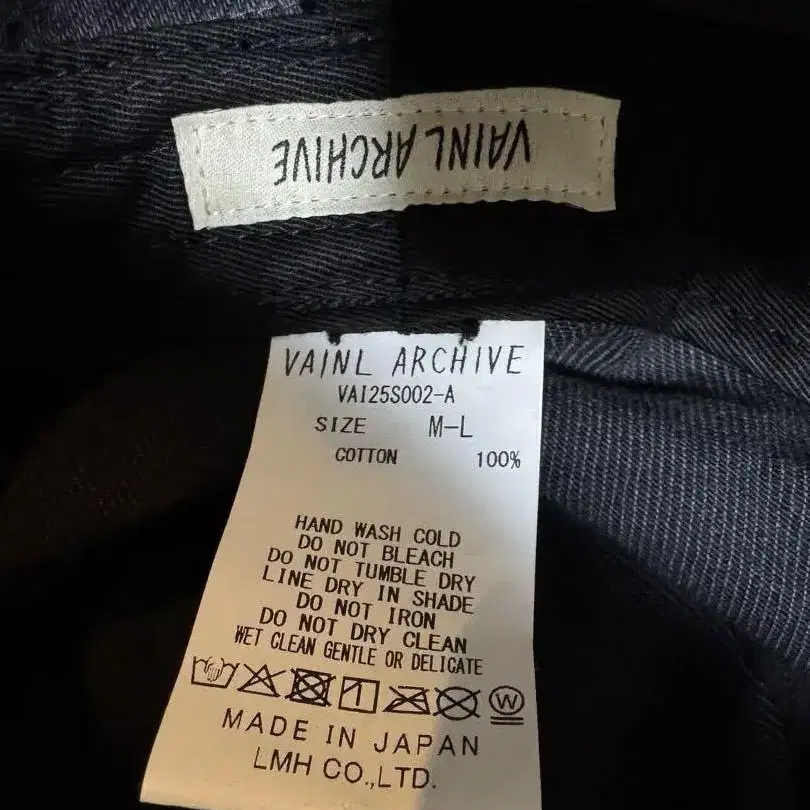 VAINL ARCHIVE
VAINL ARCHIVE
VAI25S002-A
SIZE M-L
COTTON 100%
HAND WASH COLD
DO NOT BLEACH
DO NOT TUMBLE DRY
LINE DRY IN SHADE
DO NOT IRON
DO NOT DRY CLEAN
WET CLEAN GENTLE OR DELICATE
W
MADE IN JAPAN
LMH CO.,LTD.